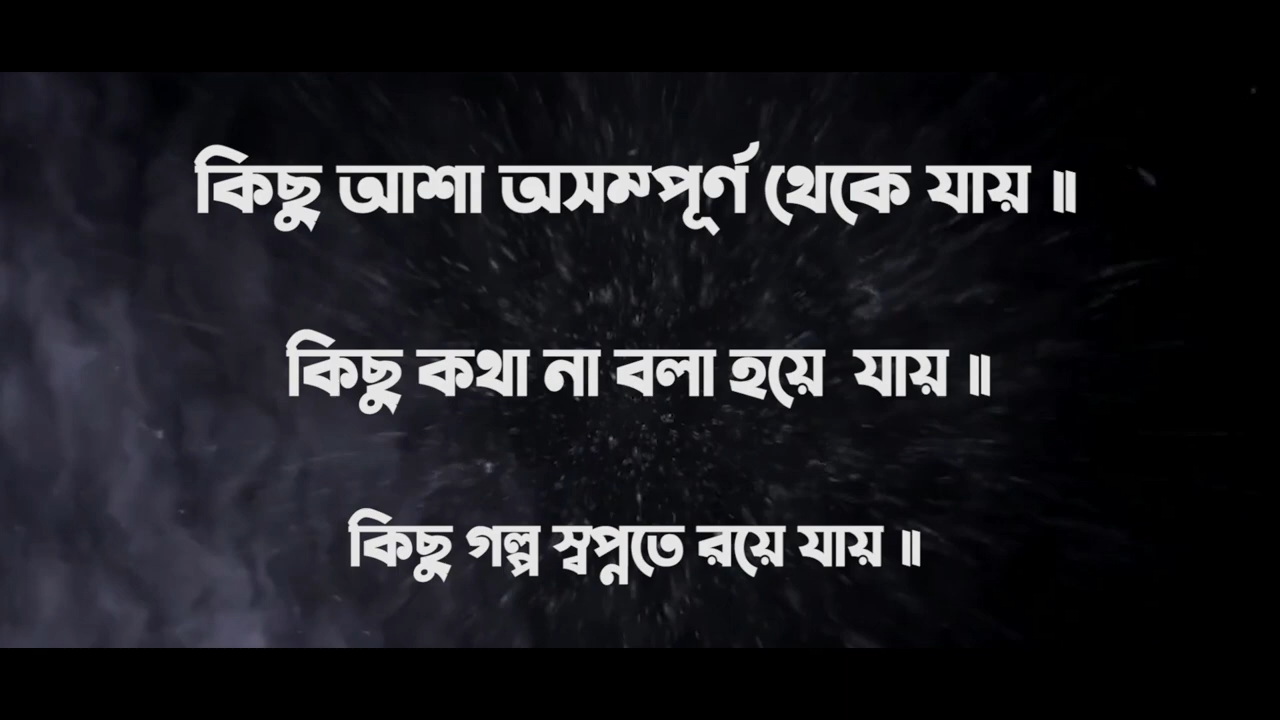 কিছু আশা অসম্পূর্ণ থেকে যায় ॥
কিছু কথা না বলা হয়ে যায় ॥
কিছু গল্প স্বপ্নতে রয়ে যায় ॥